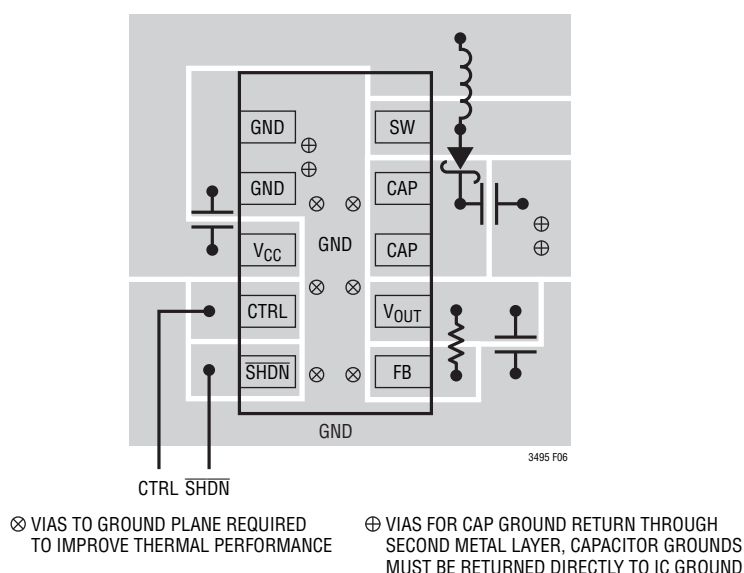 GND
SW
GND
CAP
GND
VCC
CAP
CTRL
VOUT
SHDN
FB
GND
3495 F06
CTRL SHDN
⊗ VIAS TO GROUND PLANE REQUIRED
TO IMPROVE THERMAL PERFORMANCE
⊕ VIAS FOR CAP GROUND RETURN THROUGH
SECOND METAL LAYER, CAPACITOR GROUNDS
MUST BE RETURNED DIRECTLY TO IC GROUND